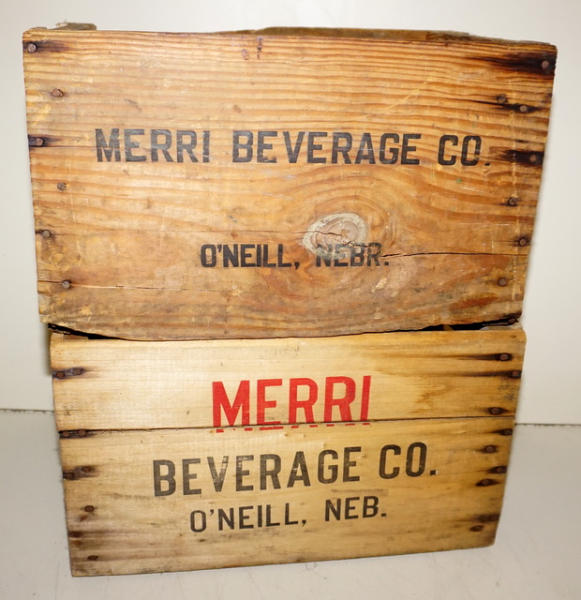 MERRI BEVERAGE CO.
O'NEILL, NEBR.
MERRI
BEVERAGE CO.
O'NEILL, NEB.